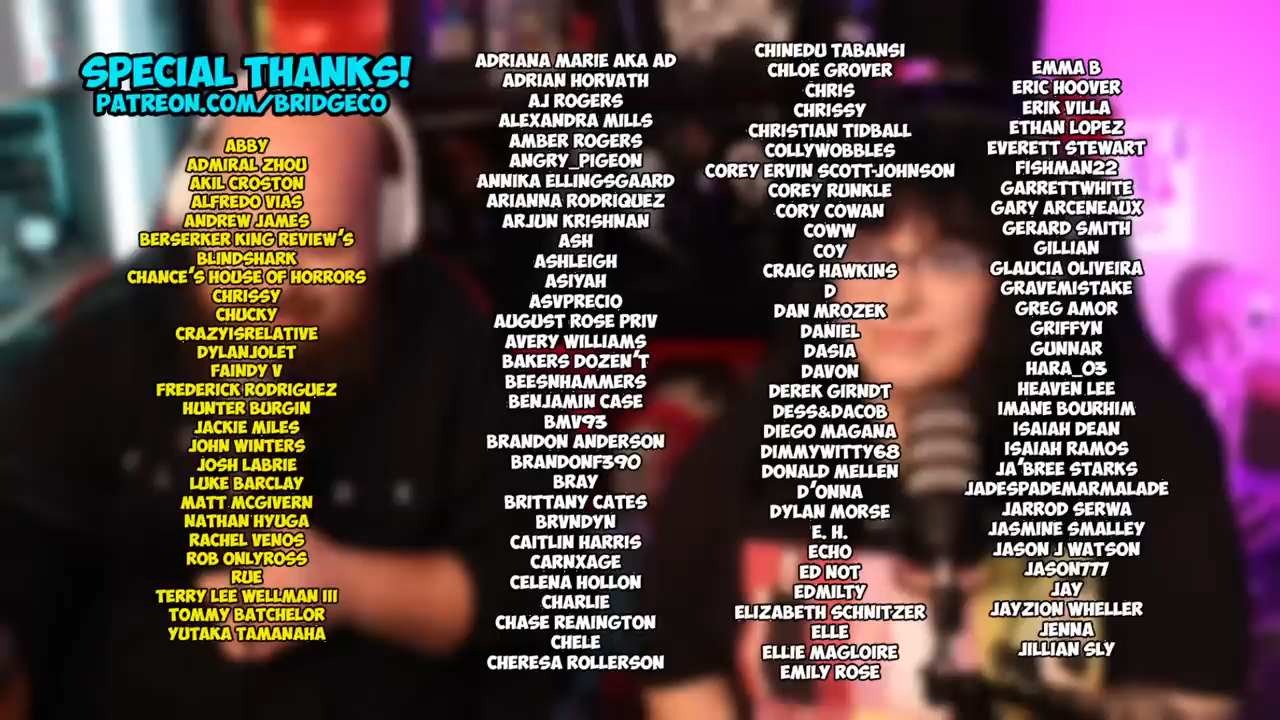 SPECIAL THANKS!
PATREON.COM/BRIDGECO
ABBY
ADMIRAL ZHOU
AKIL CROSTON
ALFREDO VIAS
ANDREW JAMES
BERSERKER KING REVIEW'S
BLINDSHARK
CHANCE'S HOUSE OF HORRORS
CHRISSY
CHUCKY
CRAZYISRELATIVE
DYLANJOLET
FAINDY V
FREDERICK RODRIGUEZ
HUNTER BURGIN
JACKIE MILES
JOHN WINTERS
JOSH LABRIE
LUKE BARCLAY
MATT MCGIVERN
NATHAN HYUGA
RACHEL VENOS
ROB ONLYROSS
RUE
TERRY LEE WELLMAN III
TOMMY BATCHELOR
YUTAKA TAMANAHA
ADRIANA MARIE AKA AD
ADRIAN HORVATH
AJ ROGERS
ALEXANDRA MILLS
AMBER ROGERS
ANGRY_PIGEON
ANNIKA ELLINGSGAARD
ARIANNA RODRIQUEZ
ARJUN KRISHNAN
ASH
ASHLEIGH
ASIYAH
ASVPRECIO
AUGUST ROSE PRIV
AVERY WILLIAMS
BAKERS DOZEN'T
BEESNHAMMERS
BENJAMIN CASE
BMV93
BRANDON ANDERSON
BRANDONF390
BRAY
BRITTANY CATES
BRVNDYN
CAITLIN HARRIS
CARNXAGE
CELENA HOLLON
CHARLIE
CHASE REMINGTON
CHELE
CHERESA ROLLERSON
CHINEDU TABANSI
CHLOE GROVER
CHRIS
CHRISSY
CHRISTIAN TIDBALL
COLLYWOBBLES
COREY ERVIN SCOTT-JOHNSON
COREY RUNKLE
CORY COWAN
COWW
COY
CRAIG HAWKINS
D
DAN MROZEK
DANIEL
DASIA
DAVON
DEREK GIRNDT
DESS&DACOB
DIEGO MAGANA
DIMMYWITTY68
DONALD MELLEN
D'ONNA
DYLAN MORSE
E. H.
ECHO
ED NOT
EDMILTY
ELIZABETH SCHNITZER
ELLE
ELLIE MAGLOIRE
EMILY ROSE
EMMA B
ERIC HOOVER
ERIK VILLA
ETHAN LOPEZ
EVERETT STEWART
FISHMAN22
GARRETTWHITE
GARY ARCENEAUX
GERARD SMITH
GILLIAN
GLAUCIA OLIVEIRA
GRAVEMISTAKE
GREG AMOR
GRIFFYN
GUNNAR
HARA_03
HEAVEN LEE
IMANE BOURHIM
ISAIAH DEAN
ISAIAH RAMOS
JA'BREE STARKS
JADESPADEMARMALADE
JARROD SERWA
JASMINE SMALLEY
JASON J WATSON
JASON777
JAY
JAYZION WHELLER
JENNA
JILLIAN SLY